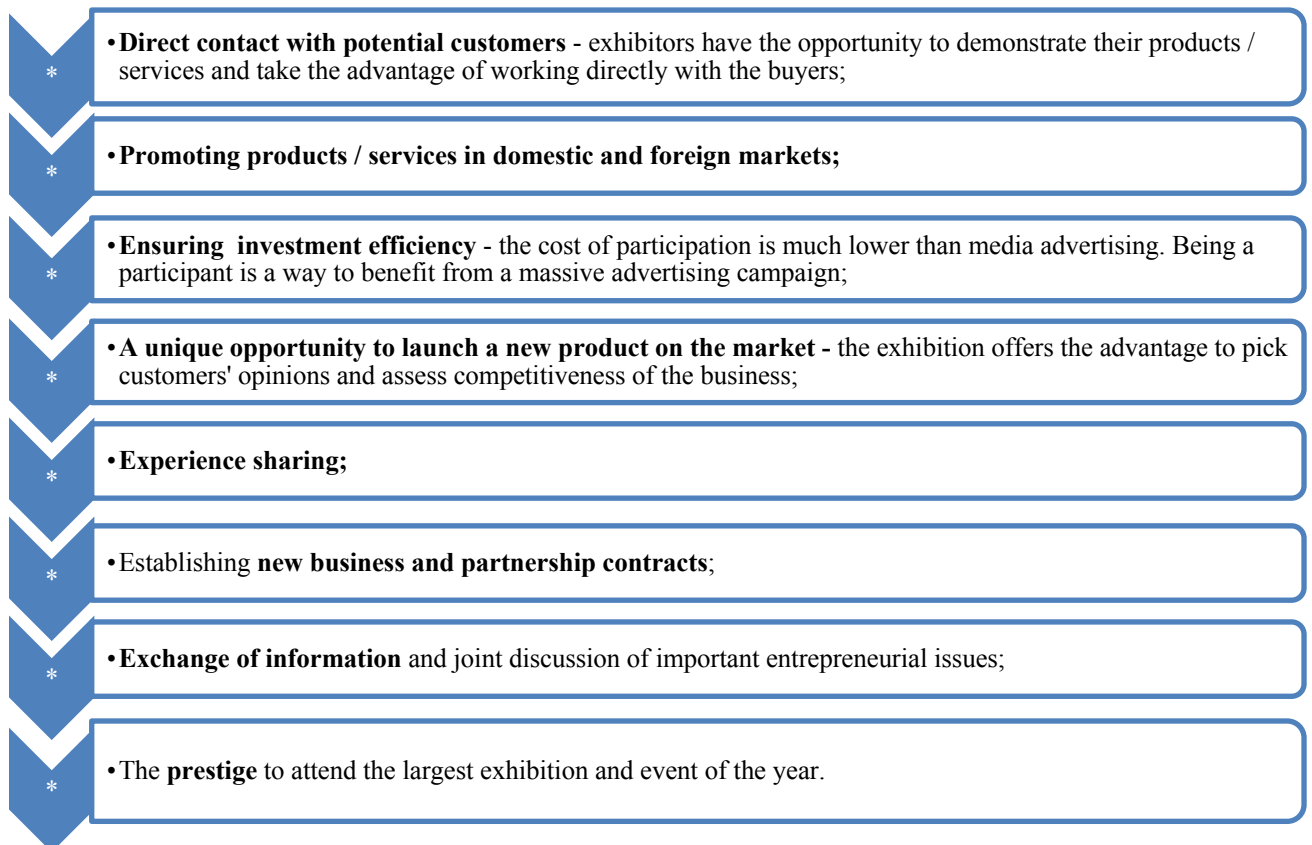 *
•Direct contact with potential customers - exhibitors have the opportunity to demonstrate their products /
services and take the advantage of working directly with the buyers;
*
•Promoting products / services in domestic and foreign markets;
*
•Ensuring  investment efficiency - the cost of participation is much lower than media advertising. Being a
participant is a way to benefit from a massive advertising campaign;
*
•A unique opportunity to launch a new product on the market - the exhibition offers the advantage to pick
customers' opinions and assess competitiveness of the business;
*
•Experience sharing;
*
•Establishing new business and partnership contracts;
*
•Exchange of information and joint discussion of important entrepreneurial issues;
*
•The prestige to attend the largest exhibition and event of the year.